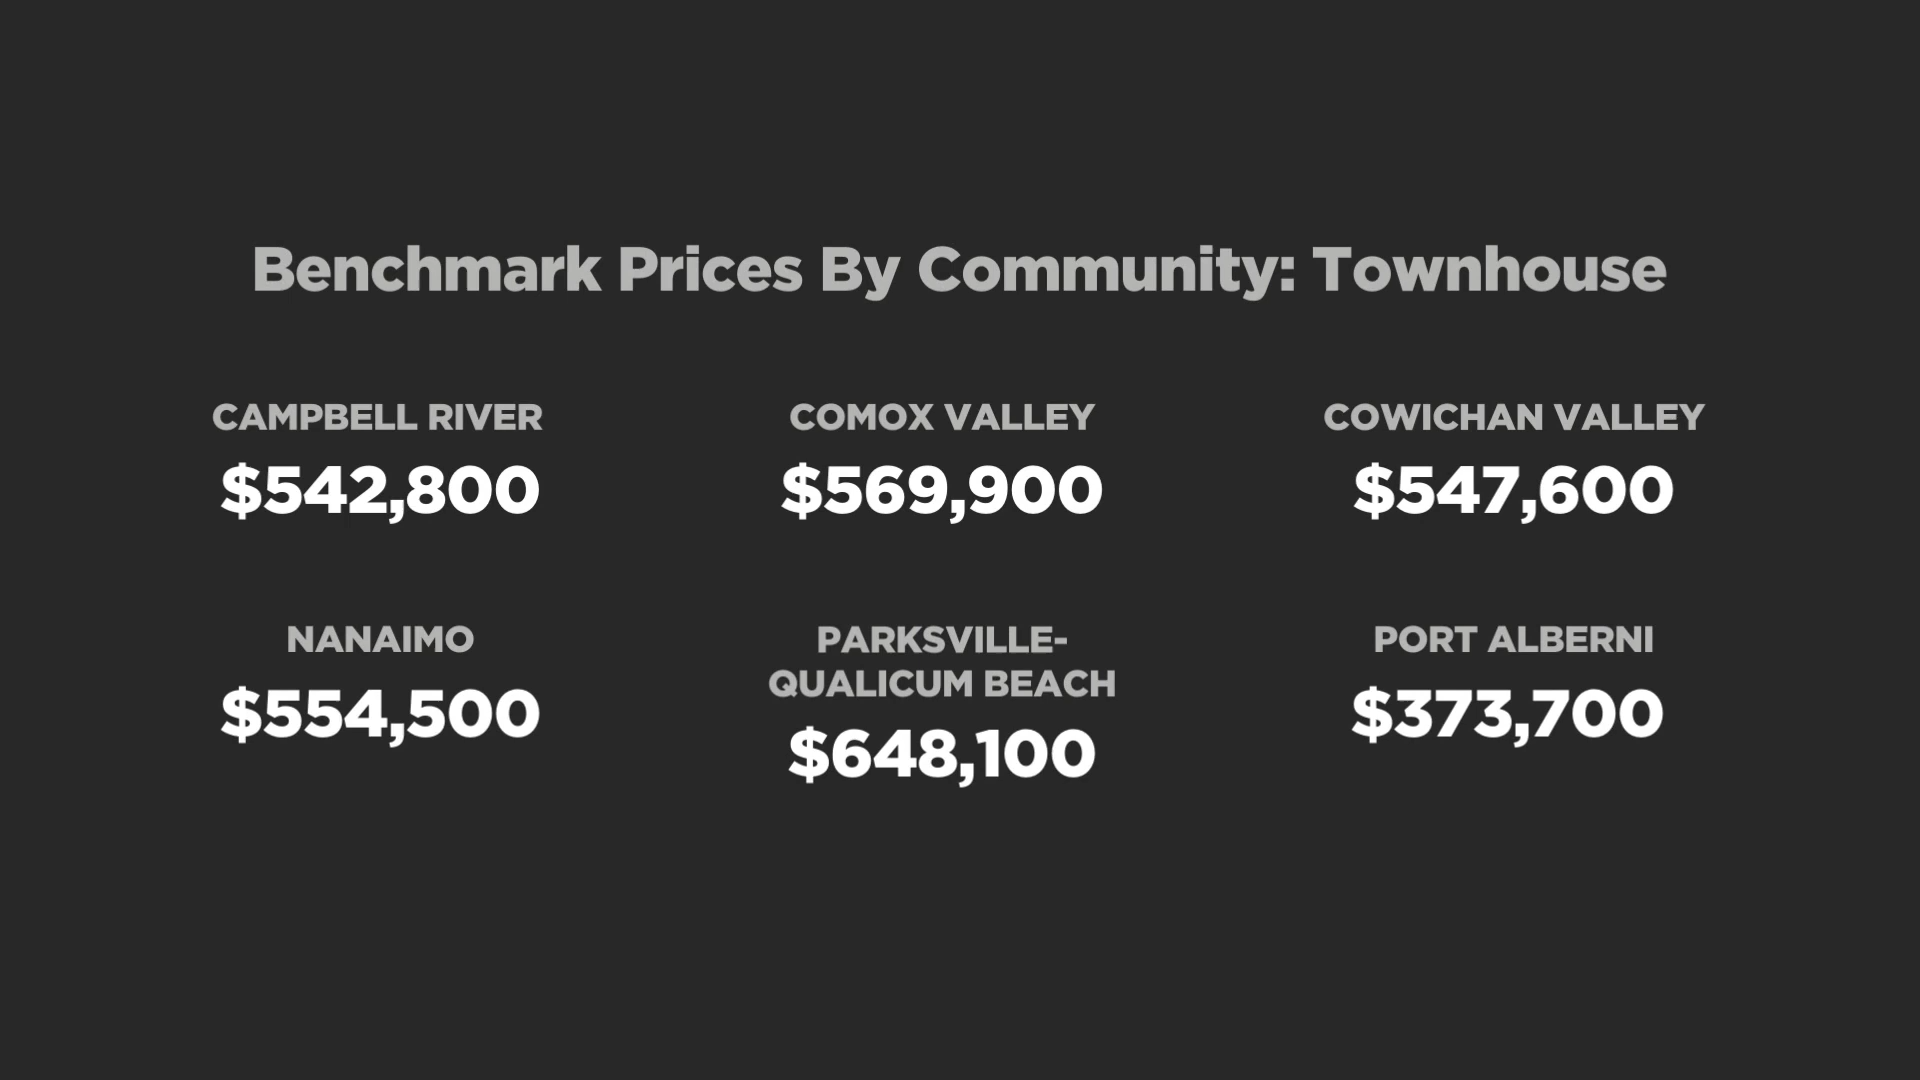 Benchmark Prices By Community: Townhouse
CAMPBELL RIVER
$542,800
COMOX VALLEY
$569,900
COWICHAN VALLEY
$547,600
NANAIMO
$554,500
PARKSVILLE-
QUALICUM BEACH
$648,100
PORT ALBERNI
$373,700